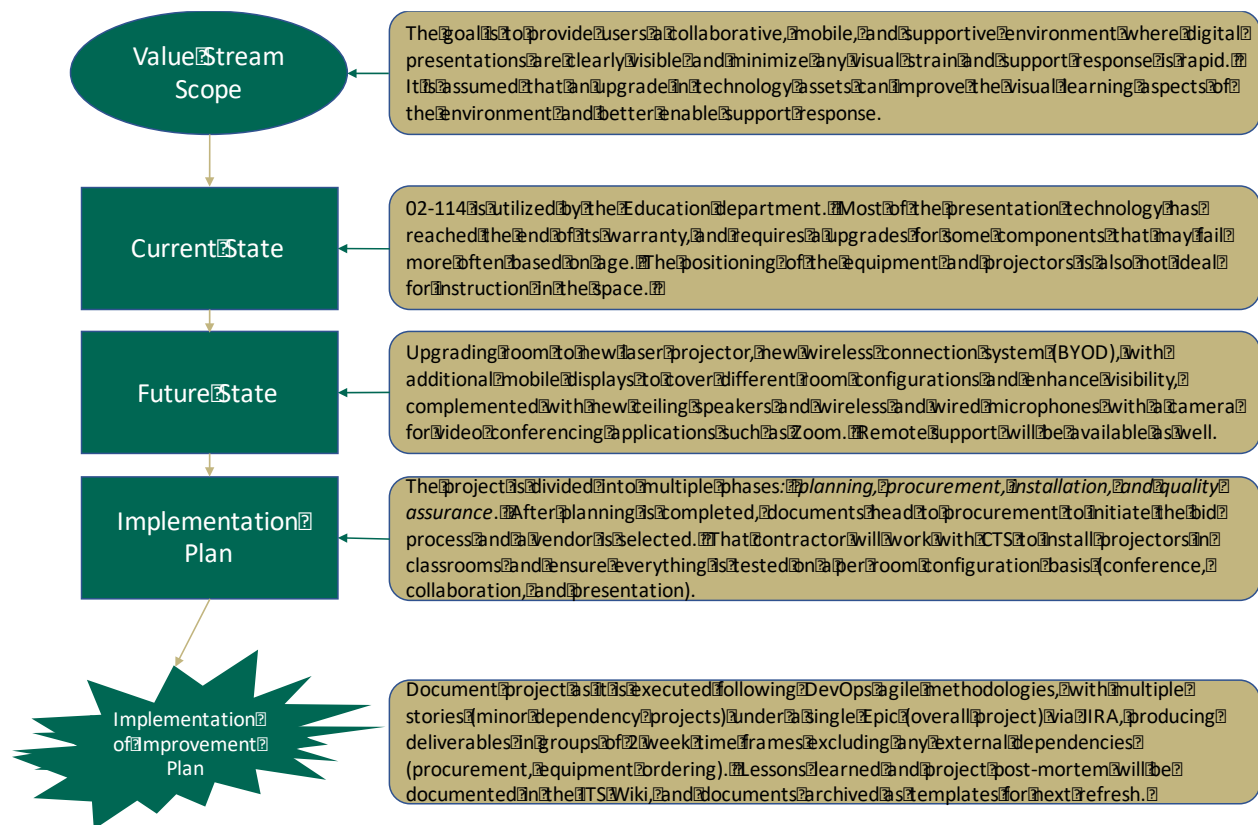 Value Stream
Scope
The goal is to provide users a collaborative, mobile, and supportive environment where digital
presentations are clearly visible and minimize any visual strain and support response is rapid.
It is assumed that an upgrade in technology assets can improve the visual learning aspects of
the environment and better enable support response.
Current State
02-114 is utilized by the Education department. Most of the presentation technology has
reached the end of its warranty, and requires a upgrades for some components that may fail
more often based on age. The positioning of the equipment and projectors is also not ideal
for instruction in the space.
Future State
Upgrading room to new laser projector, new wireless connection system (BYOD), with
additional mobile displays to cover different room configurations and enhance visibility,
complemented with new ceiling speakers and wireless and wired microphones with a camera
for video conferencing applications such as Zoom. Remote support will be available as well.
Implementation
Plan
The project is divided into multiple phases: planning, procurement, installation, and quality
assurance. After planning is completed, documents head to procurement to initiate the bid
process and a vendor is selected. That contractor will work with CTS to install projectors in
classrooms and ensure everything is tested on a per room configuration basis (conference,
collaboration, and presentation).
Implementation
of Improvement
Plan
Document project as it is executed following DevOps agile methodologies, with multiple
stories (minor dependency projects) under a single Epic (overall project) via JIRA, producing
deliverables in groups of 2 week time frames excluding any external dependencies
(procurement, equipment ordering). Lessons learned and project post-mortem will be
documented in the ITS Wiki, and documents archived as templates for next refresh.